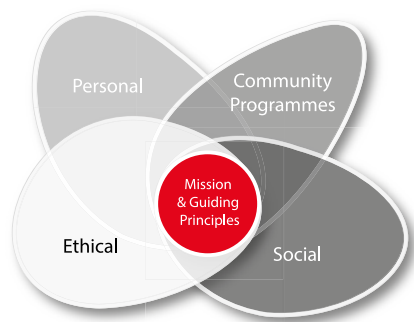 Personal
Community
Programmes
Mission
& Guiding
Principles
Ethical
Social